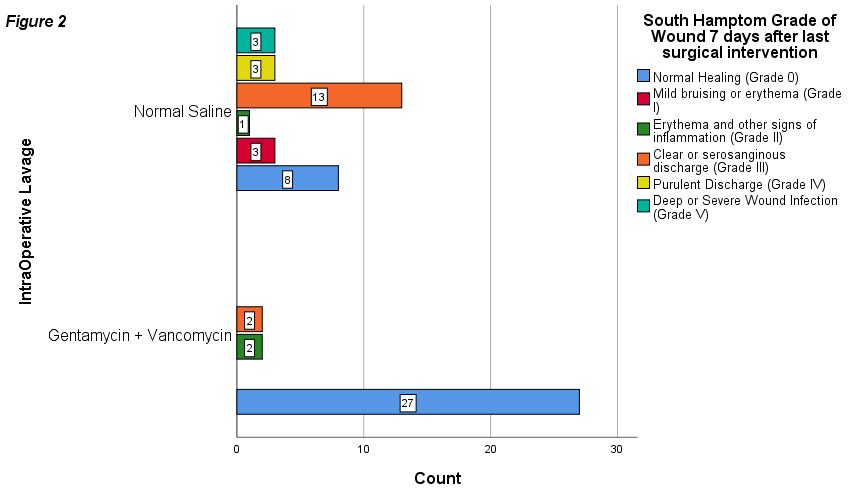 Figure 2
South Hamptom Grade of
Wound 7 days after last
surgical intervention
Normal Healing (Grade 0)
Mild bruising or erythema (Grade
I)
Erythema and other signs of
inflammation (Grade II)
Clear or serosanginous
discharge (Grade III)
Purulent Discharge (Grade IV)
Deep or Severe Wound Infection
(Grade V)
IntraOperative Lavage
Normal Saline
3
3
13
1
3
8
Gentamycin + Vancomycin
2
2
27
0 10 20 30
Count